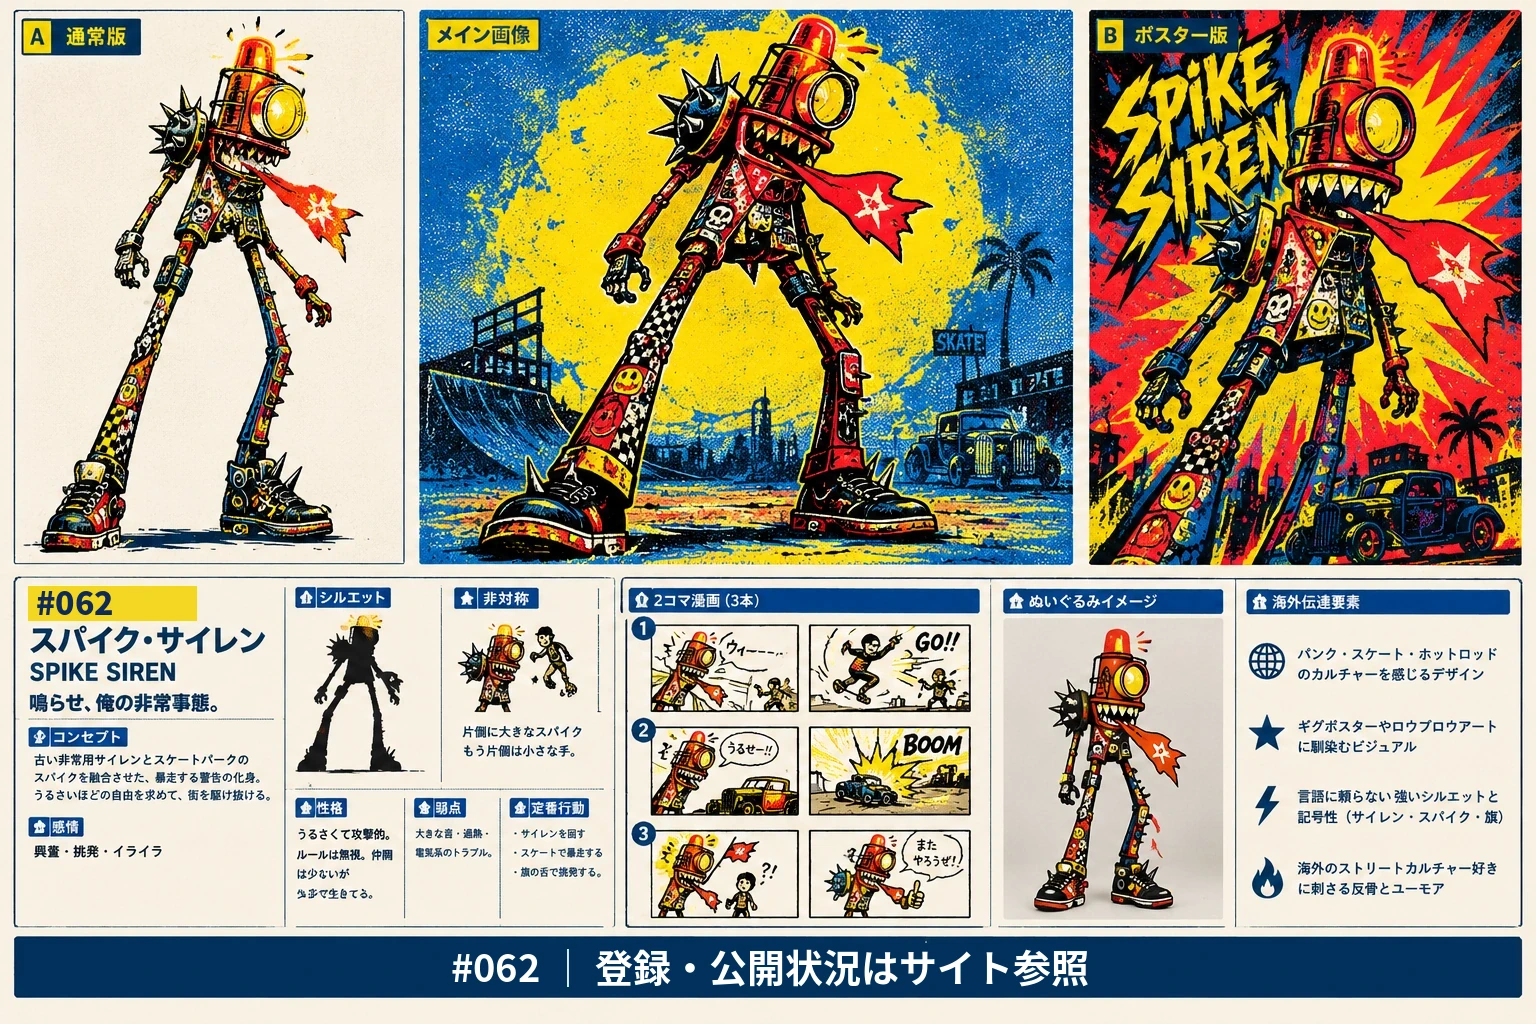 A 通常版
メイン画像
SKATE
B ポスター版
SPIKE
SIREN
#062
スパイク・サイレン
SPIKE SIREN
鳴らせ、俺の非常事態。
コンセプト
古い非常用サイレンとスケートパークの
スパイクを融合させた、暴走する警告の化身。
うるさいほどの自由を求めて、街を駆け抜ける。
感情
興奮・挑発・イライラ
シルエット
非対称
片側に大きなスパイク
もう片側は小さな手。
性格
うるさくて攻撃的。
ルールは無視。仲間
は少ないが
弱点
大きな音・過熱・
電気系のトラブル。
定番行動
・サイレンを回す
・スケートで暴走する
・旗の舌で挑発する。
2コマ漫画 (3本)
1
ウィーーー…
GO!!
2
うるせー!!
BOOM
3
?!
また
やろうぜ!
ぬいぐるみイメージ
海外伝達要素
パンク・スケート・ホットロッド
のカルチャーを感じるデザイン
ギグポスターやロウブロウアート
に馴染むビジュアル
言語に頼らない 強いシルエットと
記号性（サイレン・スパイク・旗）
海外のストリートカルチャー好き
に刺さる反骨とユーモア
#062 | 登録・公開状況はサイト参照